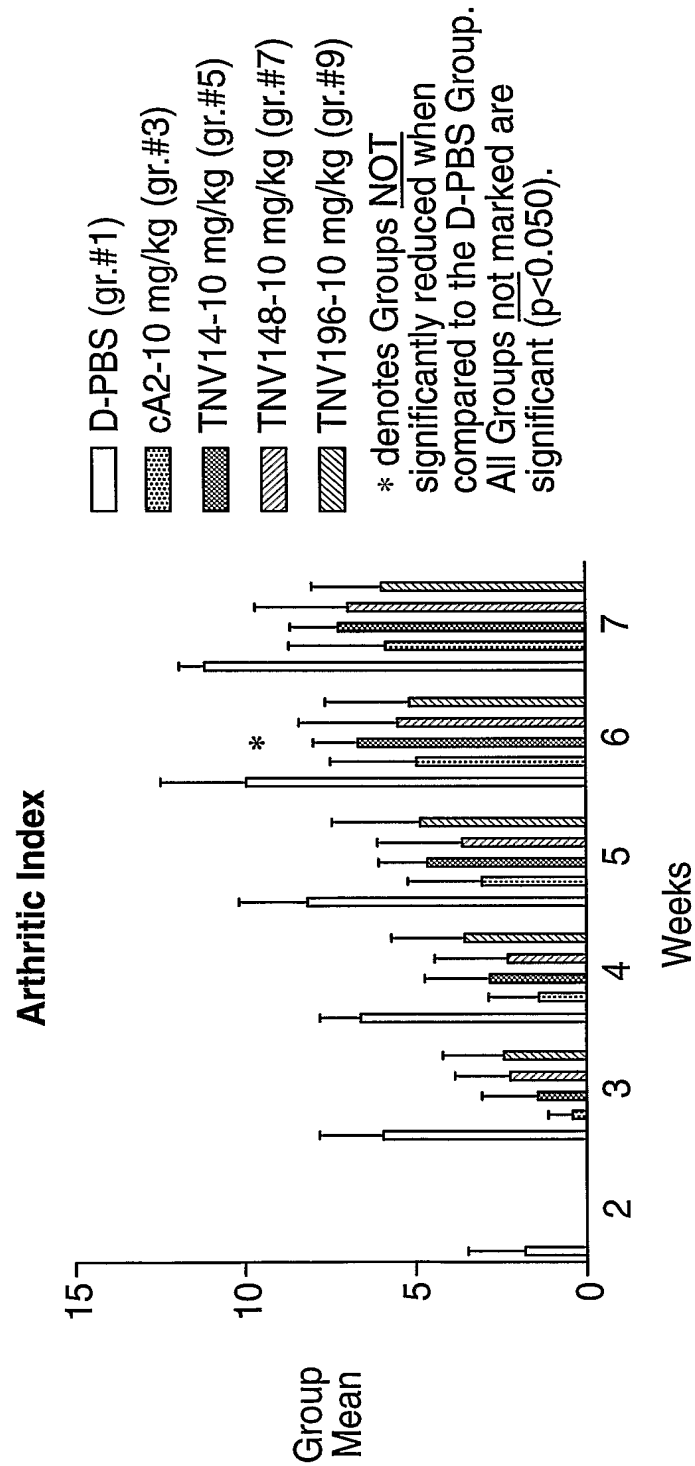 Arthritic Index
Group
Mean
15
10
5
0
2
3
4
5
6
7
*
Weeks
D-PBS (gr.#1)
cA2-10 mg/kg (gr.#3)
TNV14-10 mg/kg (gr.#5)
TNV148-10 mg/kg (gr.#7)
TNV196-10 mg/kg (gr.#9)
* denotes Groups NOT
significantly reduced when
compared to the D-PBS Group.
All Groups not marked are
significant (p<0.050).